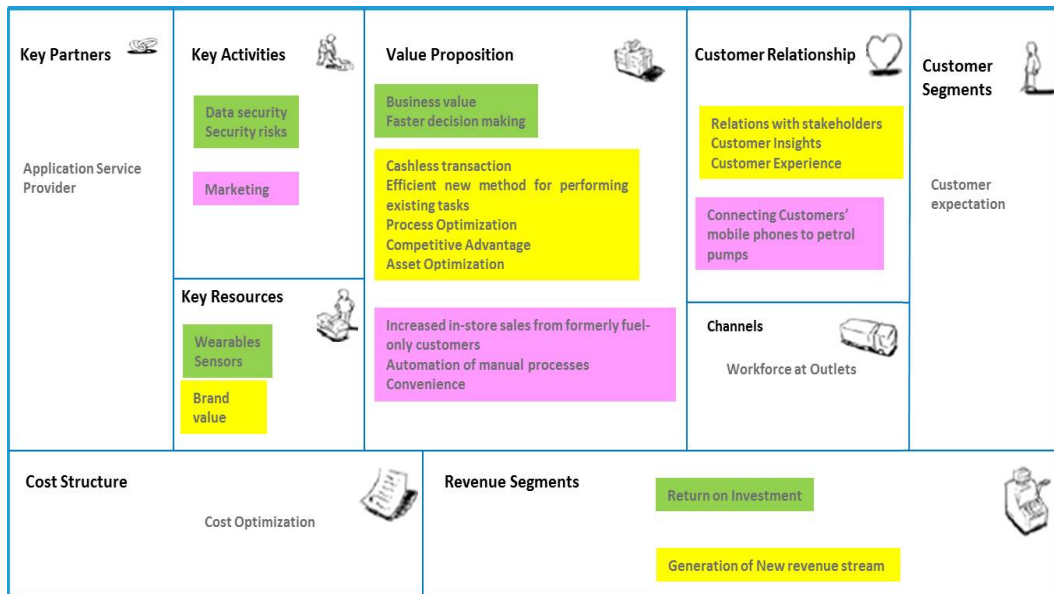 Key Partners
Application Service
Provider
Key Activities
Data security
Security risks
Marketing
Key Resources
Wearables
Sensors
Brand
value
Value Proposition
Business value
Faster decision making
Cashless transaction
Efficient new method for performing
existing tasks
Process Optimization
Competitive Advantage
Asset Optimization
Increased in-store sales from formerly fuel-
only customers
Automation of manual processes
Convenience
Customer Relationship
Relations with stakeholders
Customer Insights
Customer Experience
Connecting Customers’
mobile phones to petrol
pumps
Channels
Workforce at Outlets
Customer
Segments
Customer
expectation
Cost Structure
Cost Optimization
Revenue Segments
Return on Investment
Generation of New revenue stream